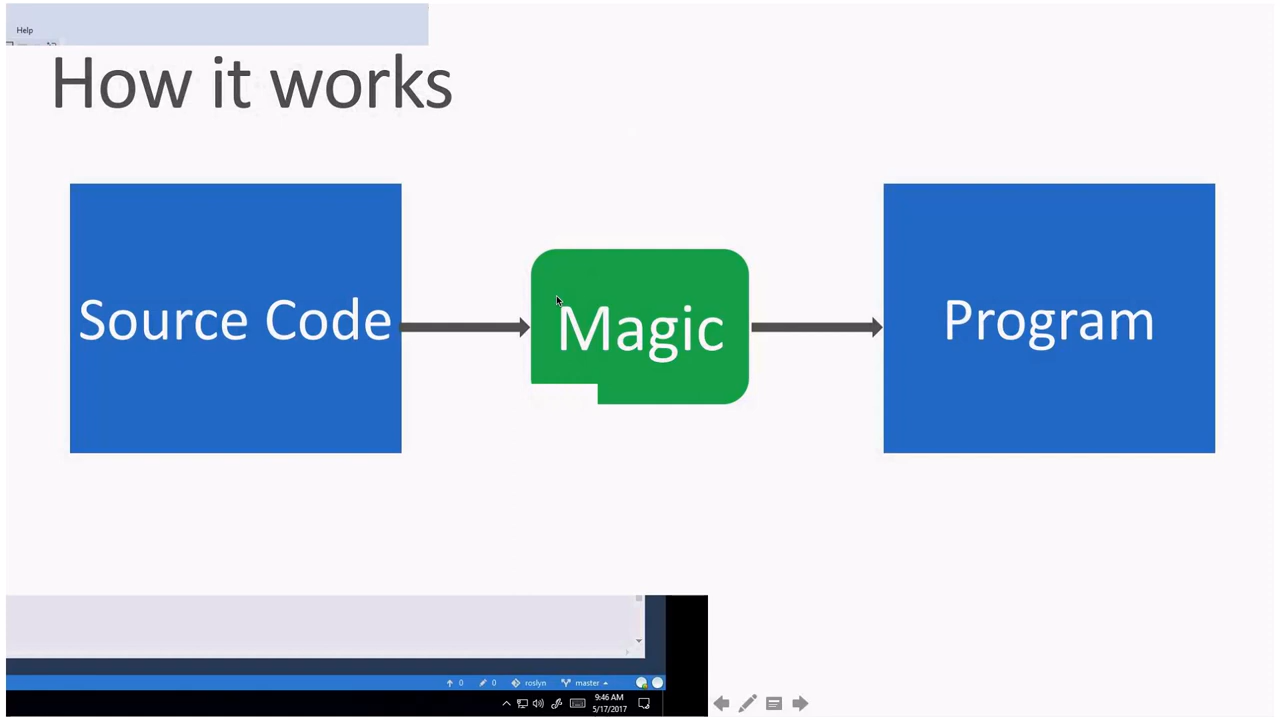 Help
How it works
Source Code
Magic
Program
0
0
roslyn
master
9:46 AM
5/17/2017